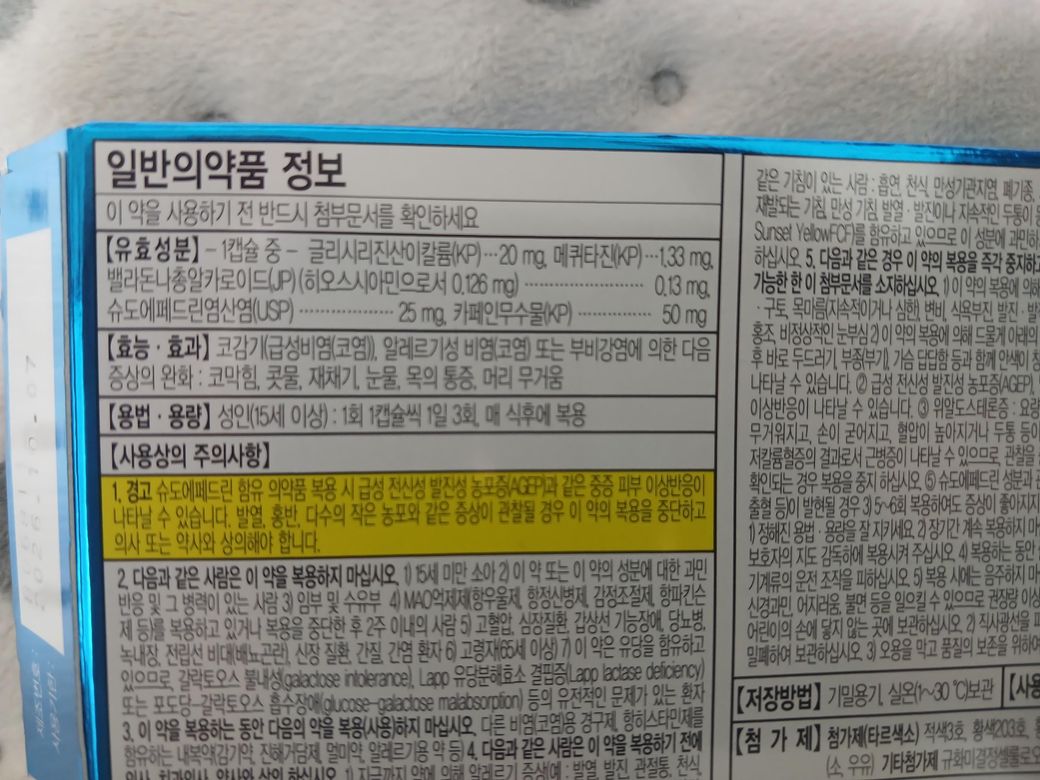 일반의약품 정보
이 약을 사용하기 전 반드시 첨부문서를 확인하세요
【유효성분】 - 1캡슐 중 - 글리시리진산이칼륨(KP)…20 mg, 메퀴타진(KP)…1.33 mg,
밸라돈나총알카로이드(JP) (히오스시아민으로서 0.126 mg) ………… 0.13 mg,
슈도에페드린염산염(USP) ………… 25 mg, 카페인무수물(KP) ………… 50 mg
【효능·효과】 코감기(급성비염(코염)), 알레르기성 비염(코염) 또는 부비강염에 의한 다음
증상의 완화 : 코막힘, 콧물, 재채기, 눈물, 목의 통증, 머리 무거움
【용법·용량】 성인(15세 이상) : 1회 1캡슐씩 1일 3회, 매 식후에 복용
【사용상의 주의사항】
1. 경고 슈도에페드린 함유 의약품 복용 시 급성 전신성 발진성 농포증(AGEP)과 같은 중증 피부 이상반응이
나타날 수 있습니다. 발열, 홍반, 다수의 작은 농포와 같은 증상이 관찰될 경우 이 약의 복용을 중단하고
의사 또는 약사와 상의해야 합니다.
2. 다음과 같은 사람은 이 약을 복용하지 마십시오. 1) 15세 미만 소아 2) 이 약 또는 이 약의 성분에 대한 과민
반응 및 그 병력이 있는 사람 3) 임부 및 수유부 4) MAO억제제(항우울제, 항정신병제, 감정조절제, 항파킨슨
제 등)를 복용하고 있거나 복용을 중단한 후 2주 이내의 사람 5) 고혈압, 심장질환, 갑상선 기능장애, 당뇨병,
녹내장, 전립선 비대(배뇨곤란), 신장 질환, 간질, 간염 환자 6) 고령자(65세 이상) 7) 이 약은 유당을 함유하고
있으므로, 갈락토오스 불내성(galactose intolerance), Lapp 유당분해효소 결핍증(Lapp lactase deficiency)
또는 포도당-갈락토오스 흡수장애(glucose-galactose malabsorption) 등의 유전적인 문제가 있는 환자
3. 이 약을 복용하는 동안 다음의 약을 복용(사용)하지 마십시오. 다른 비염(코염)용 경구제, 항히스타민제를
함유하는 내복약(감기약, 진해거담제, 멀미약, 알레르기용 약 등) 4. 다음과 같은 사람은 이 약을 복용하기 전에
의사, 치과의사, 약사와 상의 하십시오. 1) 지금까지 약에 의해 알레르기 증상(예 : 발열, 발진, 관절통, 천식,
같은 기침이 있는 사람 : 흡연, 천식, 만성기관지염, 폐기종,
재발되는 기침, 만성 기침, 발열·발진이나 지속적인 두통이
Sunset YellowFCF)를 함유하고 있으므로 이 성분에 과민하
하십시오. 5. 다음과 같은 경우 이 약의 복용을 즉각 중지하고
가능한 한 이 첨부문서를 소지하십시오. 1) 이 약의 복용에 의해
·구토, 목마름(지속적이거나 심한), 변비, 식욕부진, 발진·발
홍조, 비정상적인 눈부심 2) 이 약의 복용에 의해 드물게 아래의
후 바로 두드러기, 부종(부기), 가슴 답답함 등과 함께 안색이 창
나타날 수 있습니다. ② 급성 전신성 발진성 농포증(AGEP),
이상반응이 나타날 수 있습니다. ③ 위알도스테론증 : 요량
무거워지고, 손이 굳어지고, 혈압이 높아지거나 두통 등이
저칼륨혈증의 결과로서 근병증이 나타날 수 있으므로, 관찰을
확인되는 경우 복용을 중지 하십시오. ⑤ 슈도에페드린 성분과
출혈 등이 발현될 경우 3) 5~6회 복용하여도 증상이 좋아지지
1) 정해진 용법·용량을 잘 지키세요. 2) 장기간 계속 복용하지 마
보호자의 지도 감독하에 복용시켜 주십시오. 4) 복용하는 동안
기계류의 운전 조작을 피하십시오. 5) 복용 시에는 음주하지 마
신경과민, 어지러움, 불면 등을 일으킬 수 있으므로 권장량 이상
어린이의 손에 닿지 않는 곳에 보관하십시오. 2) 직사광선을 피
밀폐하여 보관하십시오. 3) 오용을 막고 품질의 보존을 위하여
【저장방법】 기밀용기, 실온(1~30 ℃)보관 【사용
【첨 가 제】 첨가제(타르색소) 적색3호, 황색203호,
(소, 우유) 기타첨가제 규화미결정셀룰로오